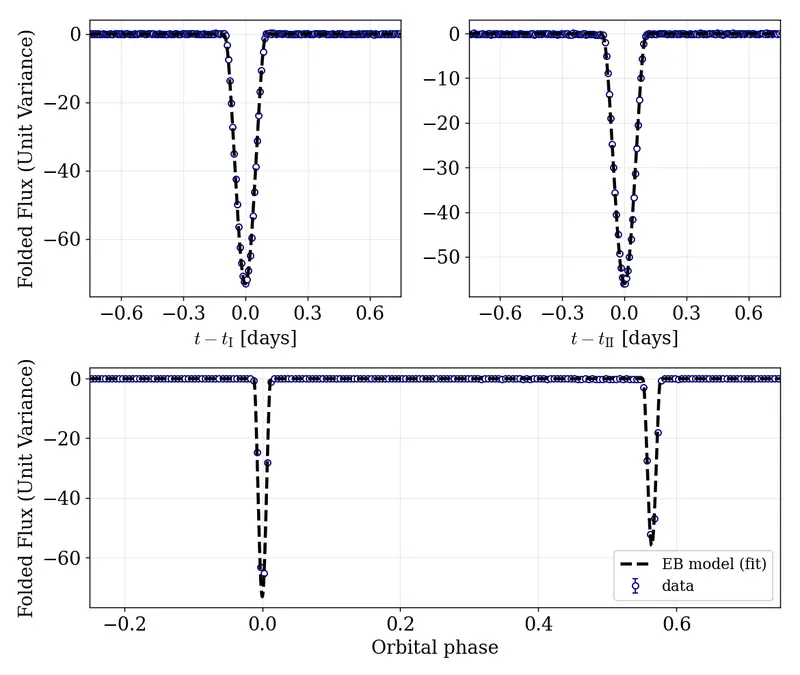 Folded Flux (Unit Variance)
0
−20
−40
−60
−0.6 −0.3 0.0 0.3 0.6
t − tI [days]
0
−10
−20
−30
−40
−50
−0.6 −0.3 0.0 0.3 0.6
t − tII [days]
Folded Flux (Unit Variance)
0
−20
−40
−60
EB model (fit)
data
−0.2 0.0 0.2 0.4 0.6
Orbital phase